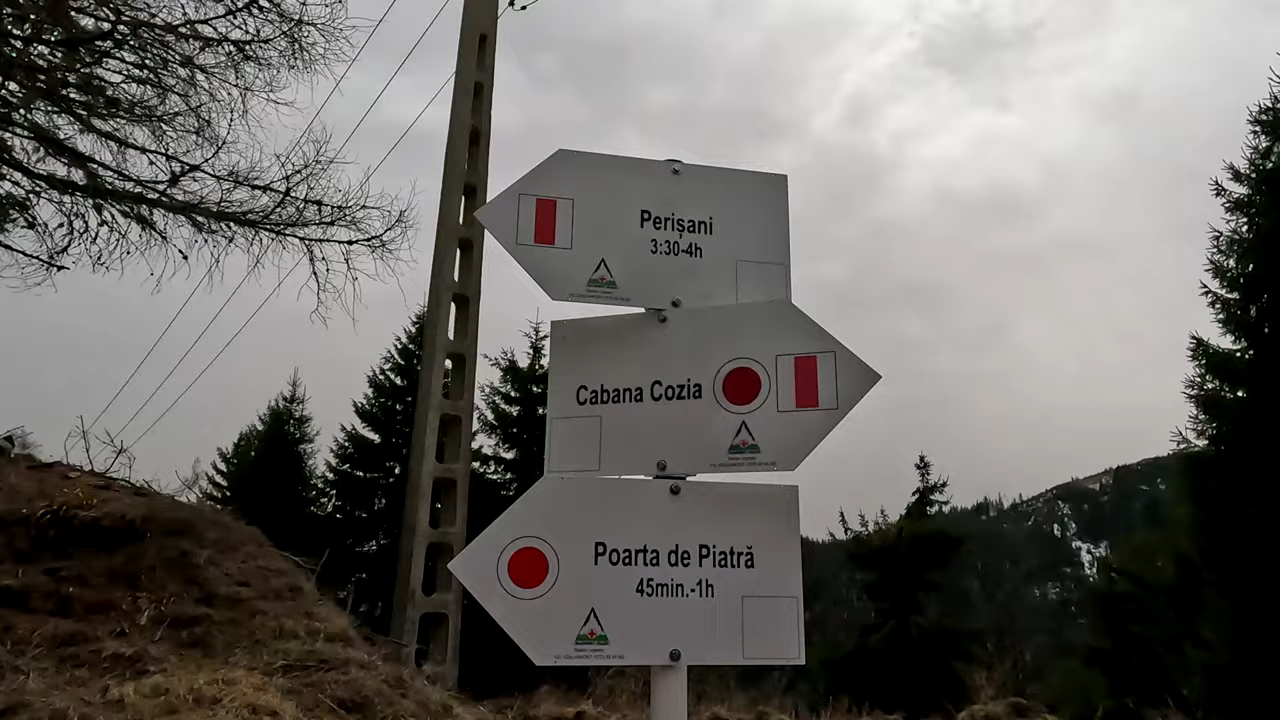 Perișani
3:30-4h
Cabana Cozia
Poarta de Piatră
45min.-1h